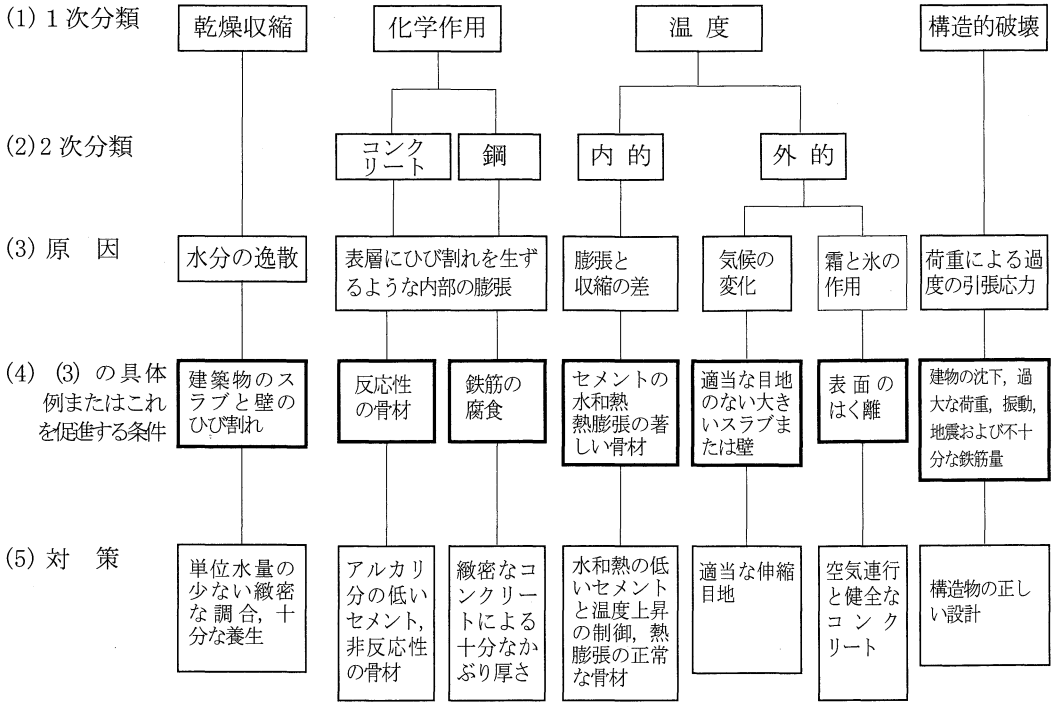 (1) 1次分類
乾燥収縮
化学作用
温度
構造的破壊
(2) 2次分類
コンク
リート
鋼
内的
外的
(3) 原因
水分の逸散
表層にひび割れを生ず
るような内部の膨張
膨張と
収縮の差
気候の
変化
霜と氷の
作用
荷重による過
度の引張応力
(4) (3)の具体
例またはこれ
を促進する条件
建築物のス
ラブと壁の
ひび割れ
反応性
の骨材
鉄筋の
腐食
セメントの
水和熱
熱膨張の著
しい骨材
適当な目地
のない大き
いスラブま
たは壁
表面の
はく離
建物の沈下，過
大な荷重，振動，
地震および不十
分な鉄筋量
(5) 対策
単位水量の
少ない緻密
な調合，十
分な養生
アルカリ
分の低い
セメント，
非反応性
の骨材
緻密なコ
ンクリー
トによる
十分なか
ぶり厚さ
水和熱の低
いセメント
と温度上昇
の制御，熱
膨張の正常
な骨材
適当な伸縮
目地
空気連行
と健全な
コンク
リート
構造物の正し
い設計